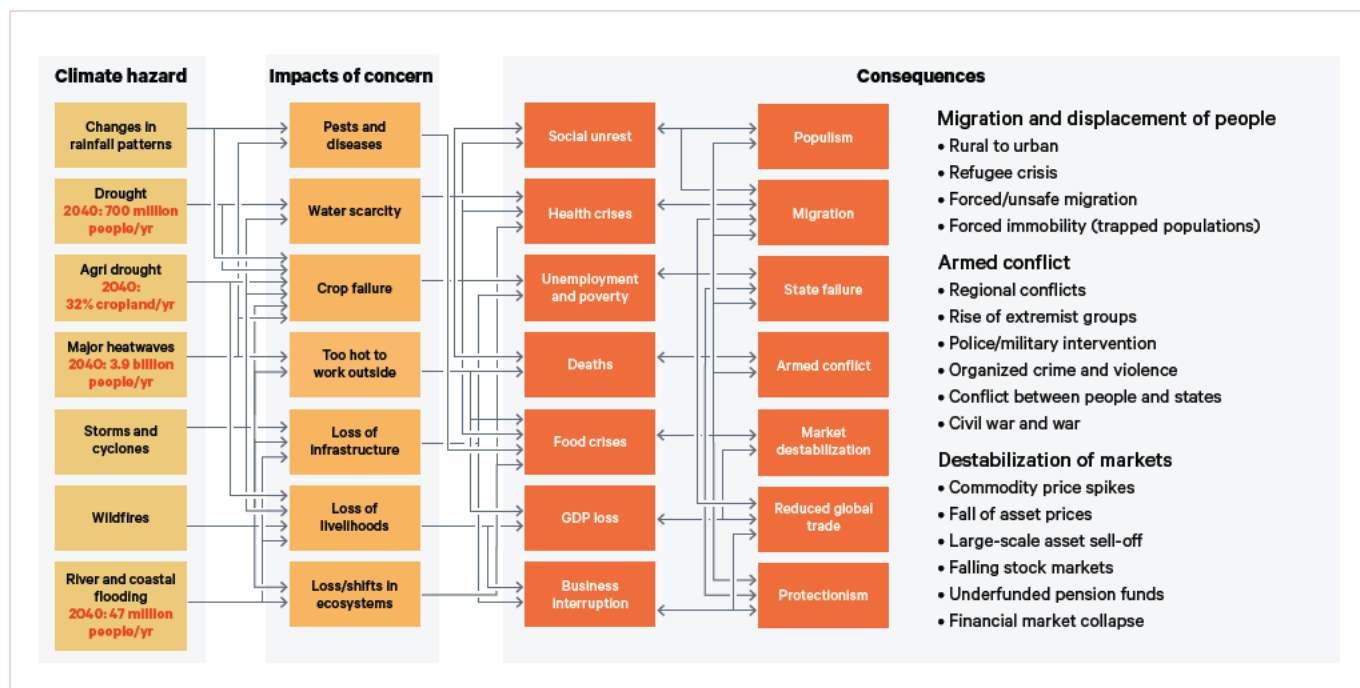 Climate hazard
Changes in
rainfall patterns
Drought
2040: 700 million
people/yr
Agri drought
2040:
32% cropland/yr
Major heatwaves
2040: 3.9 billion
people/yr
Storms and
cyclones
Wildfires
River and coastal
flooding
2040: 47 million
people/yr
Impacts of concern
Pests and
diseases
Water scarcity
Crop failure
Too hot to
work outside
Loss of
infrastructure
Loss of
livelihoods
Loss/shifts in
ecosystems
Consequences
Social unrest
Health crises
Unemployment
and poverty
Deaths
Food crises
GDP loss
Business
interruption
Populism
Migration
State failure
Armed conflict
Market
destabilization
Reduced global
trade
Protectionism
Migration and displacement of people
• Rural to urban
• Refugee crisis
• Forced/unsafe migration
• Forced immobility (trapped populations)
Armed conflict
• Regional conflicts
• Rise of extremist groups
• Police/military intervention
• Organized crime and violence
• Conflict between people and states
• Civil war and war
Destabilization of markets
• Commodity price spikes
• Fall of asset prices
• Large-scale asset sell-off
• Falling stock markets
• Underfunded pension funds
• Financial market collapse